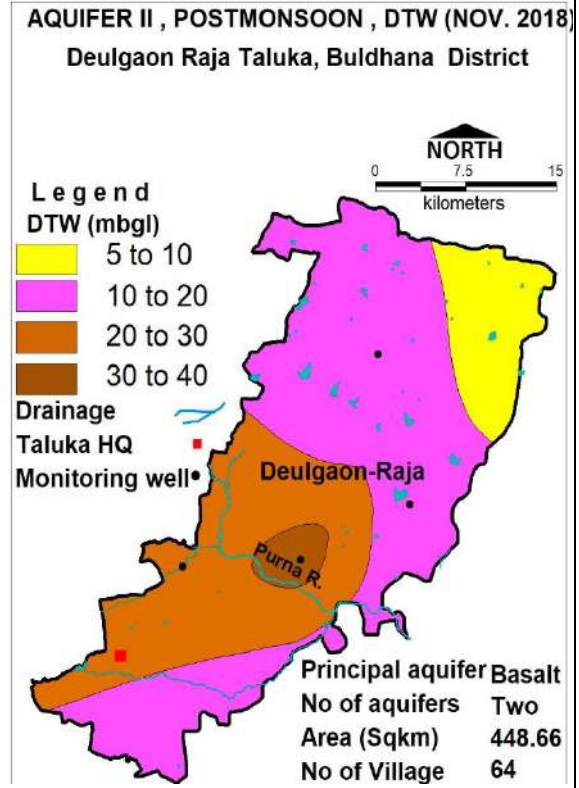 AQUIFER II , POSTMONSOON , DTW (NOV. 2018)
Deulgaon Raja Taluka, Buldhana District
NORTH
0 7.5 15
kilometers
Legend
DTW (mbgl)
5 to 10
10 to 20
20 to 30
30 to 40
Drainage
Taluka HQ
Monitoring well
Deulgaon-Raja
Purna R.
Principal aquifer Basalt
No of aquifers Two
Area (Sqkm) 448.66
No of Village 64